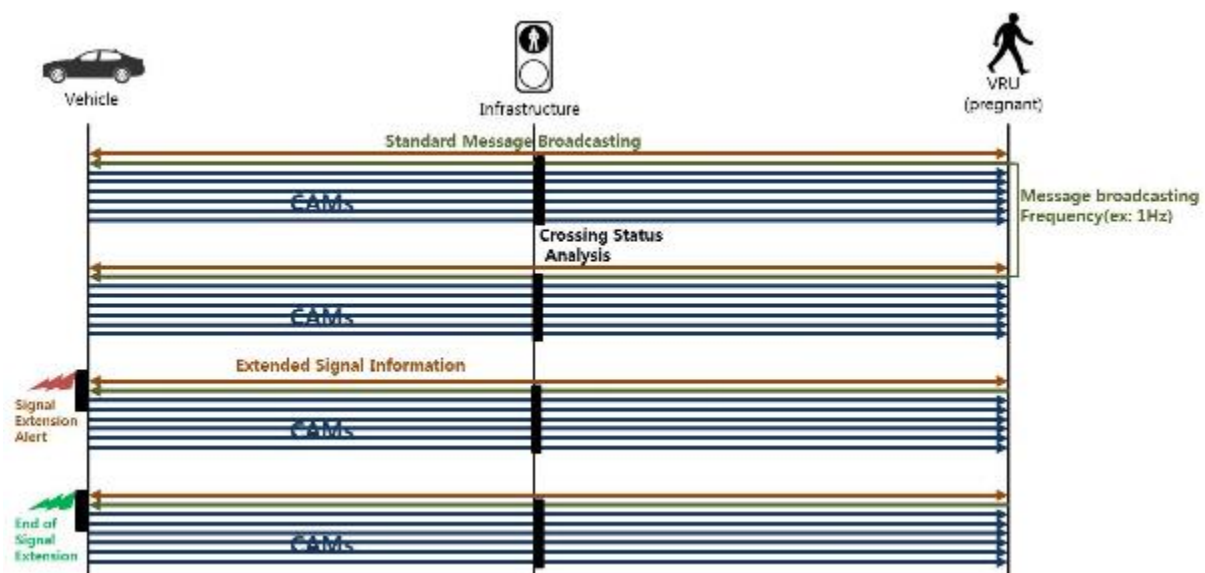 Vehicle
Infrastructure
VRU
(pregnant)
Standard Message Broadcasting
CAMs
Message broadcasting
Frequency(ex: 1Hz)
Crossing Status
Analysis
CAMs
Extended Signal Information
Signal
Extension
Alert
CAMs
End of
Signal
Extension
CAMs